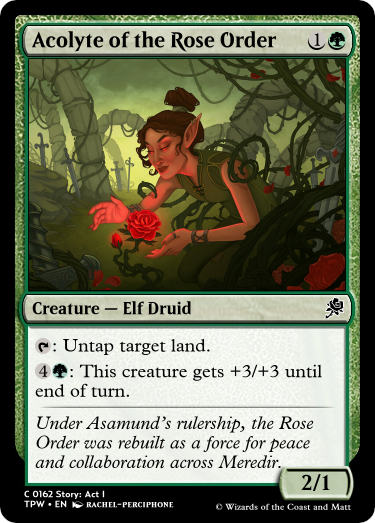 Acolyte of the Rose Order 1
Creature — Elf Druid
: Untap target land.
4: This creature gets +3/+3 until
end of turn.
Under Asamund's rulership, the Rose
Order was rebuilt as a force for peace
and collaboration across Meredir.
2/1
C 0162 Story: Act I
TPW • EN RACHEL-PERCIPHONE
© Wizards of the Coast and Matt